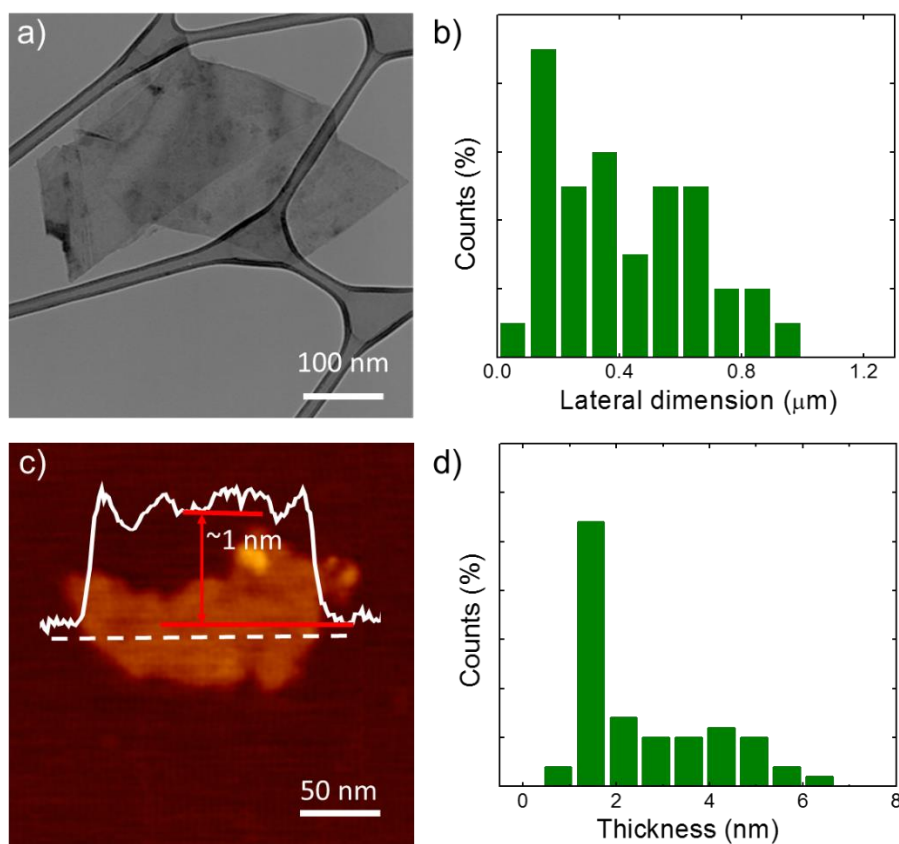 a)
100 nm
b)
Counts (%)
0.0 0.4 0.8 1.2
Lateral dimension (μm)
c)
~1 nm
50 nm
d)
Counts (%)
0 2 4 6 8
Thickness (nm)